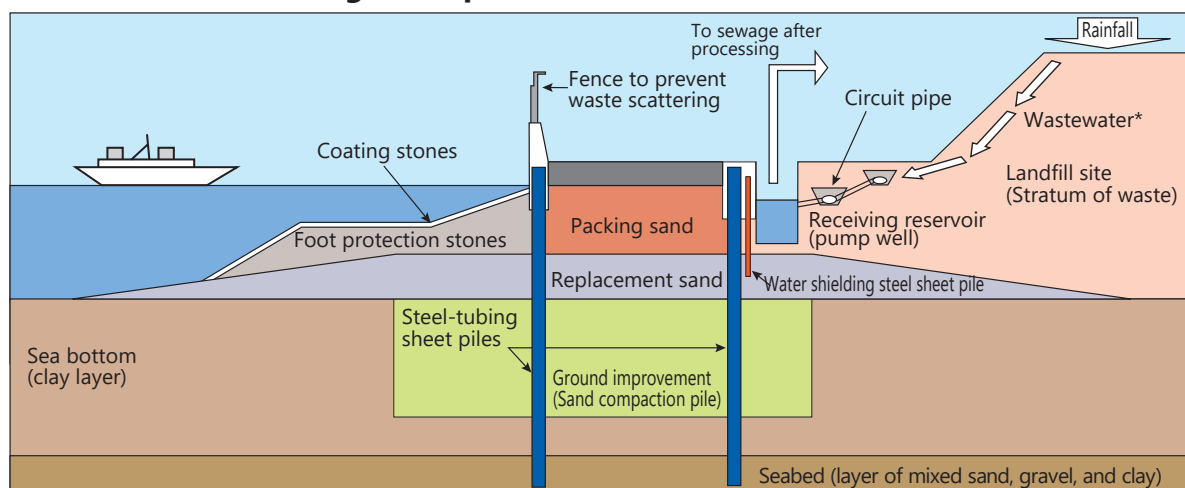 To sewage after
processing
Rainfall
Fence to prevent
waste scattering
Circuit pipe
Wastewater*
Coating stones
Landfill site
(Stratum of waste)
Packing sand
Receiving reservoir
(pump well)
Foot protection stones
Replacement sand
Water shielding steel sheet pile
Steel-tubing
sheet piles
Sea bottom
(clay layer)
Ground improvement
(Sand compaction pile)
Seabed (layer of mixed sand, gravel, and clay)